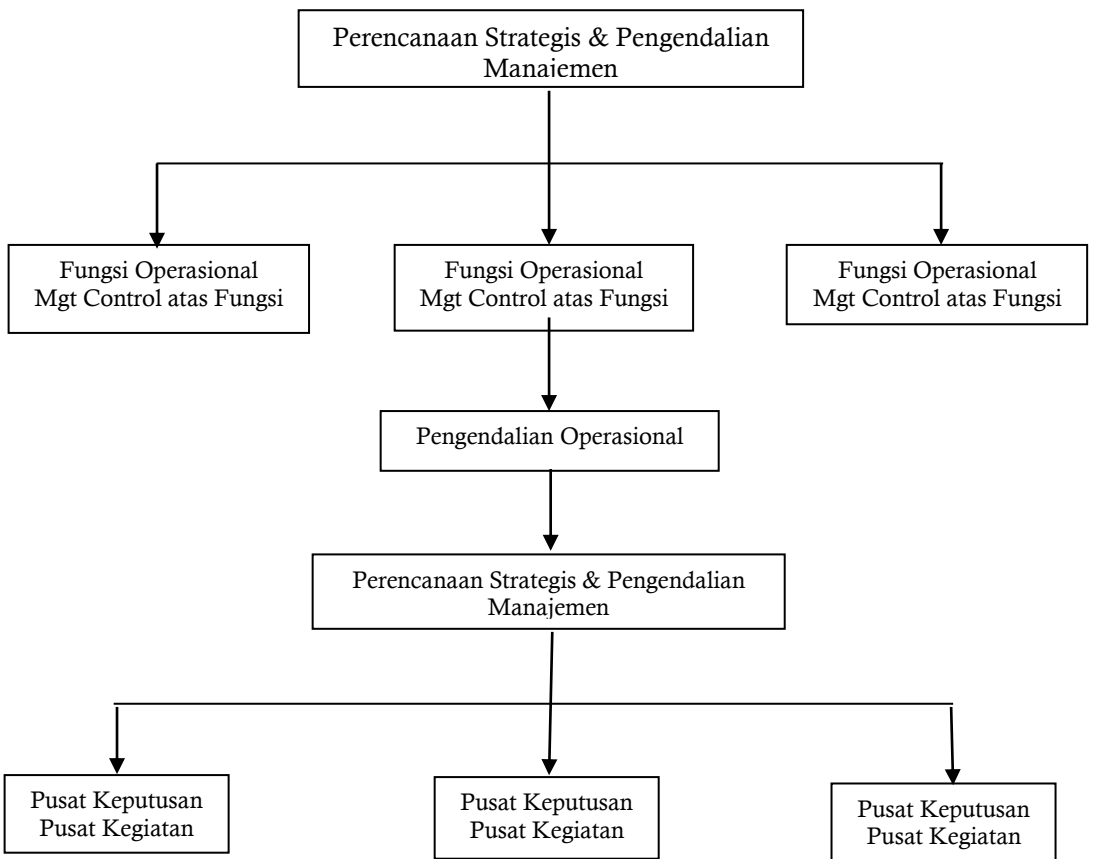 Perencanaan Strategis & Pengendalian
Manajemen
Fungsi Operasional
Mgt Control atas Fungsi
Fungsi Operasional
Mgt Control atas Fungsi
Fungsi Operasional
Mgt Control atas Fungsi
Pengendalian Operasional
Perencanaan Strategis & Pengendalian
Manajemen
Pusat Keputusan
Pusat Kegiatan
Pusat Keputusan
Pusat Kegiatan
Pusat Keputusan
Pusat Kegiatan